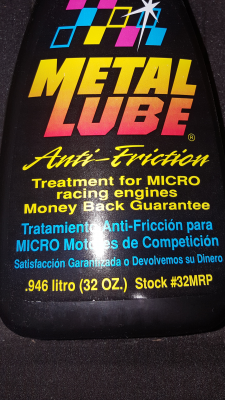 METAL
LUBE®
Anti-Friction
Treatment for MICRO
racing engines
Money Back Guarantee
Tratamiento Anti-Fricción para
MICRO Motores de Competición
Satisfacción Garantizada o Devolvemos su Dinero
.946 litro (32 OZ.) Stock #32MRP